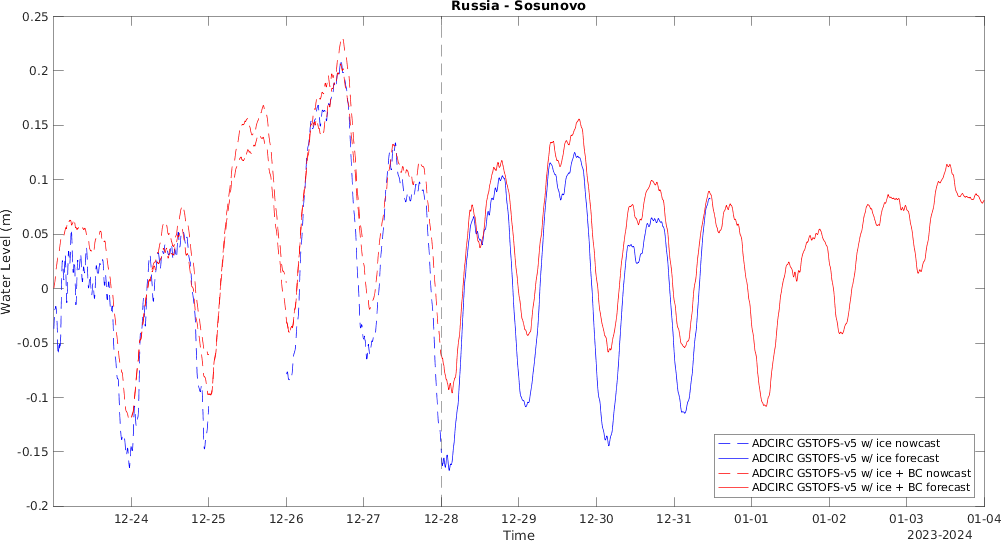 Russia - Sosunovo
0.25
0.2
0.15
0.1
0.05
0
-0.05
-0.1
-0.15
-0.2
Water Level (m)
ADCIRC GSTOFS-v5 w/ ice nowcast
ADCIRC GSTOFS-v5 w/ ice forecast
ADCIRC GSTOFS-v5 w/ ice + BC nowcast
ADCIRC GSTOFS-v5 w/ ice + BC forecast
12-24 12-25 12-26 12-27 12-28 12-29 12-30 12-31 01-01 01-02 01-03 01-04
Time
2023-2024